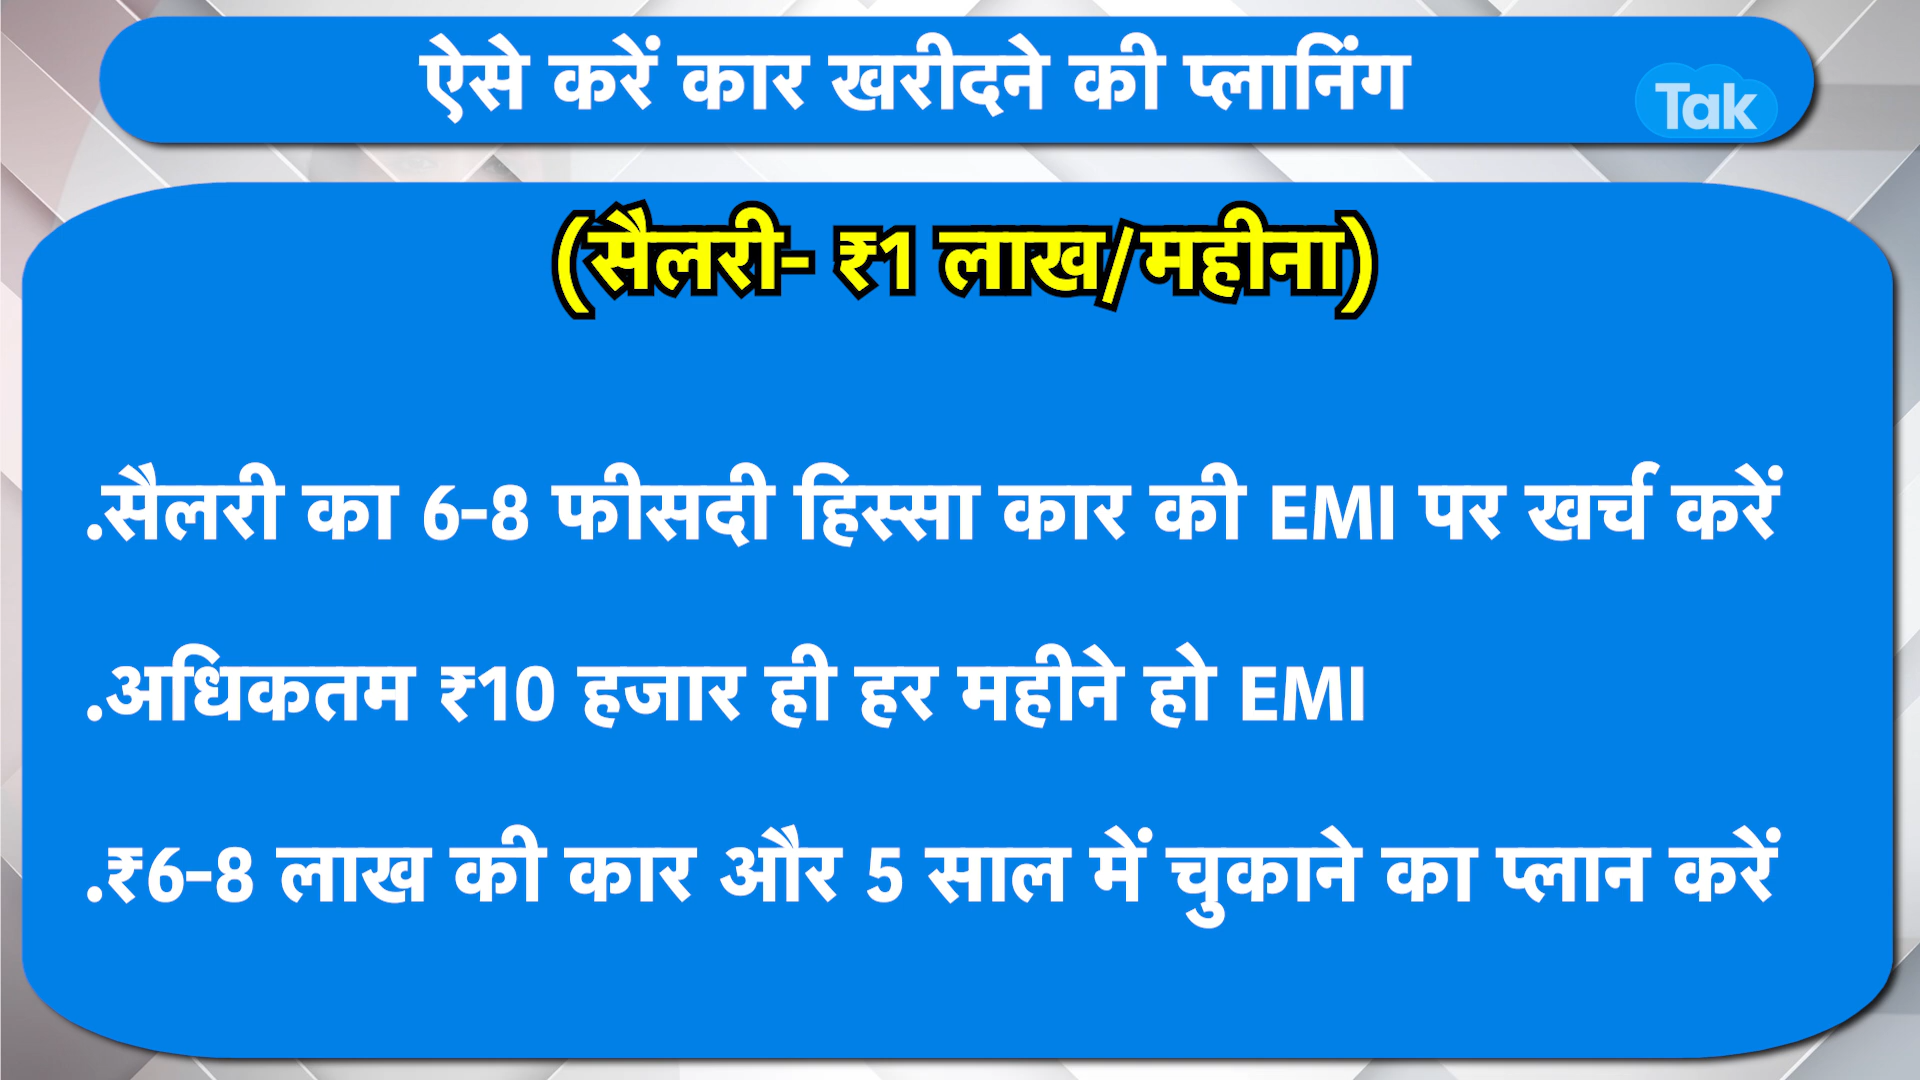 ऐसे करें कार खरीदने की प्लानिंग
Tak
(सैलरी- ₹1 लाख/महीना)
.सैलरी का 6-8 फीसदी हिस्सा कार की EMI पर खर्च करें
.अधिकतम ₹10 हजार ही हर महीने हो EMI
.₹6-8 लाख की कार और 5 साल में चुकाने का प्लान करें